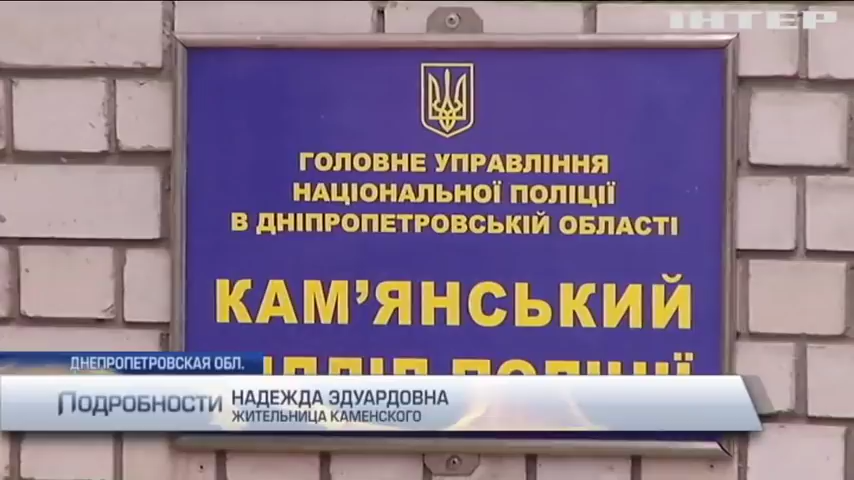 ІНТЕР
ГОЛОВНЕ УПРАВЛІННЯ
НАЦІОНАЛЬНОЇ ПОЛІЦІЇ
В ДНІПРОПЕТРОВСЬКІЙ ОБЛАСТІ
КАМ’ЯНСЬКИЙ
ДНЕПРОПЕТРОВСКАЯ ОБЛ.
ПОДРОБНОСТИ
НАДЕЖДА ЭДУАРДОВНА
ЖИТЕЛЬНИЦА КАМЕНСКОГО